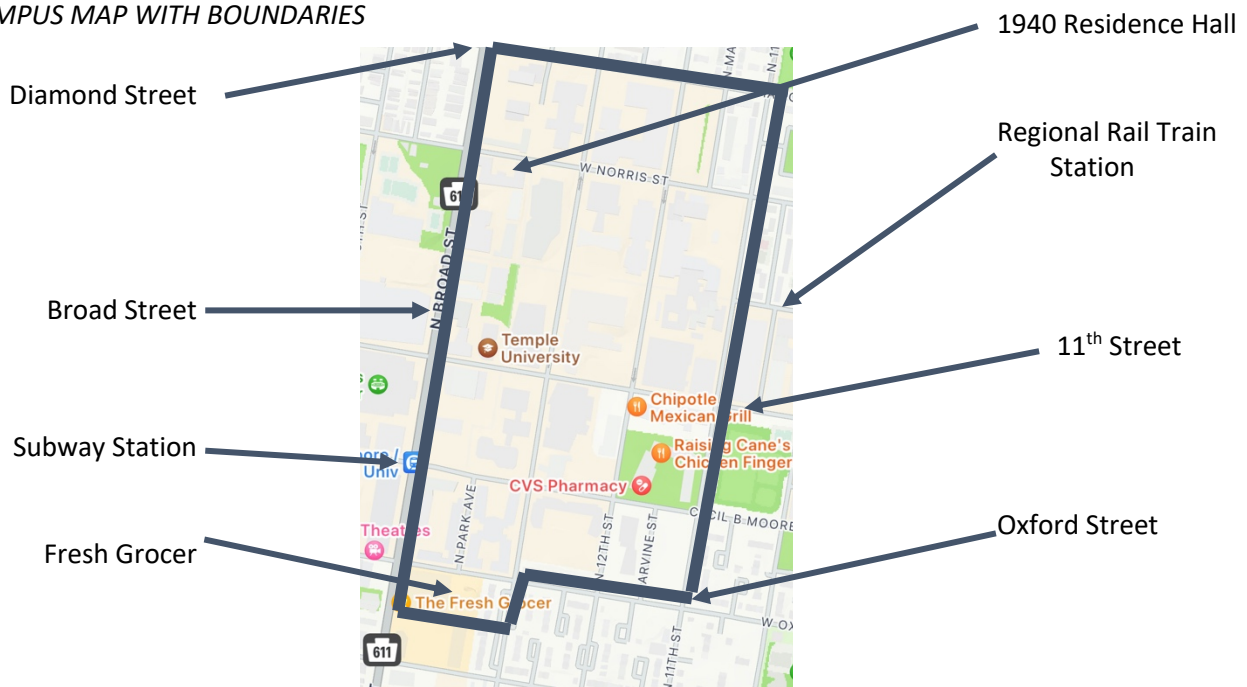 MPUS MAP WITH BOUNDARIES
1940 Residence Hall
Diamond Street
Regional Rail Train
Station
W NORRIS ST
N BROAD ST
Broad Street
Temple
University
11th Street
Chipotle
Mexican Grill
Subway Station
Raising Cane's
Chicken Finger
Univ
CVS Pharmacy
N PARK AVE
CECIL B MOORE
Oxford Street
Theatres
N 12TH ST
ARVINE ST
Fresh Grocer
The Fresh Grocer
W OX
611
N 11TH ST